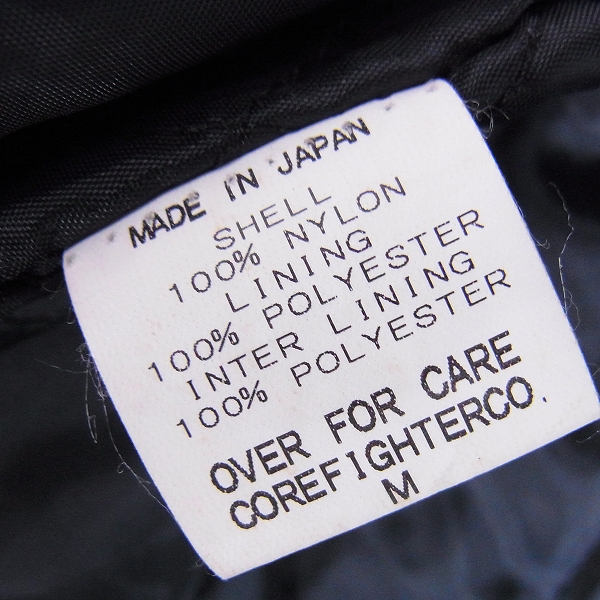 MADE IN JAPAN
SHELL
100% NYLON
LINING
100% POLYESTER
INTER LINING
100% POLYESTER
OVER FOR CARE
COREFIGHTERCO.
M